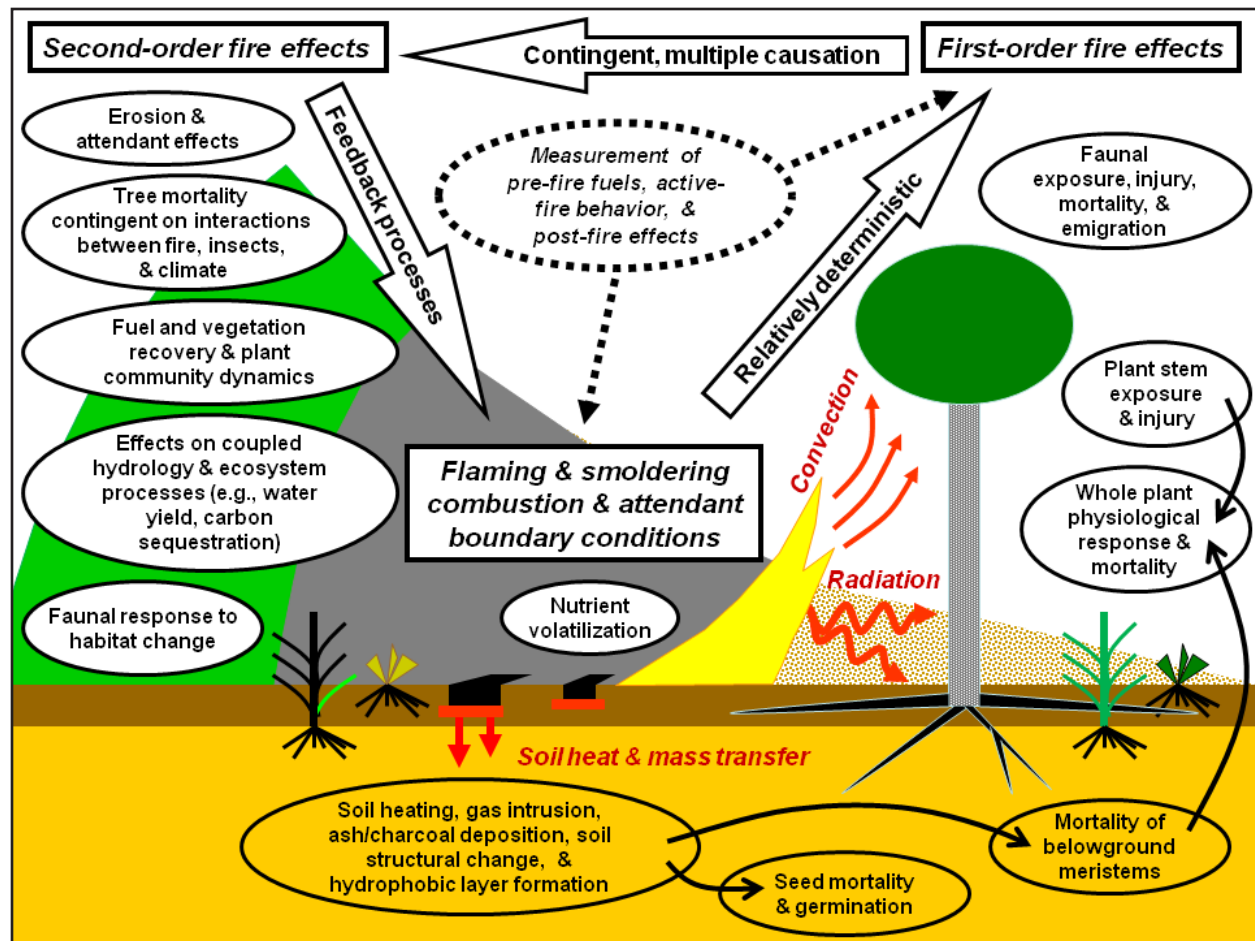 Second-order fire effects
Contingent, multiple causation
First-order fire effects
Erosion &
attendant effects
Feedback processes
Measurement of
pre-fire fuels, active-
fire behavior, &
post-fire effects
Relatively deterministic
Faunal
exposure, injury,
mortality, &
emigration
Tree mortality
contingent on interactions
between fire, insects,
& climate
Fuel and vegetation
recovery & plant
community dynamics
Plant stem
exposure
& injury
Effects on coupled
hydrology & ecosystem
processes (e.g., water
yield, carbon
sequestration)
Flaming & smoldering
combustion & attendant
boundary conditions
Convection
Whole plant
physiological
response &
mortality
Radiation
Faunal response to
habitat change
Nutrient
volatilization
Soil heat & mass transfer
Soil heating, gas intrusion,
ash/charcoal deposition, soil
structural change, &
hydrophobic layer formation
Mortality of
belowground
meristems
Seed mortality
& germination